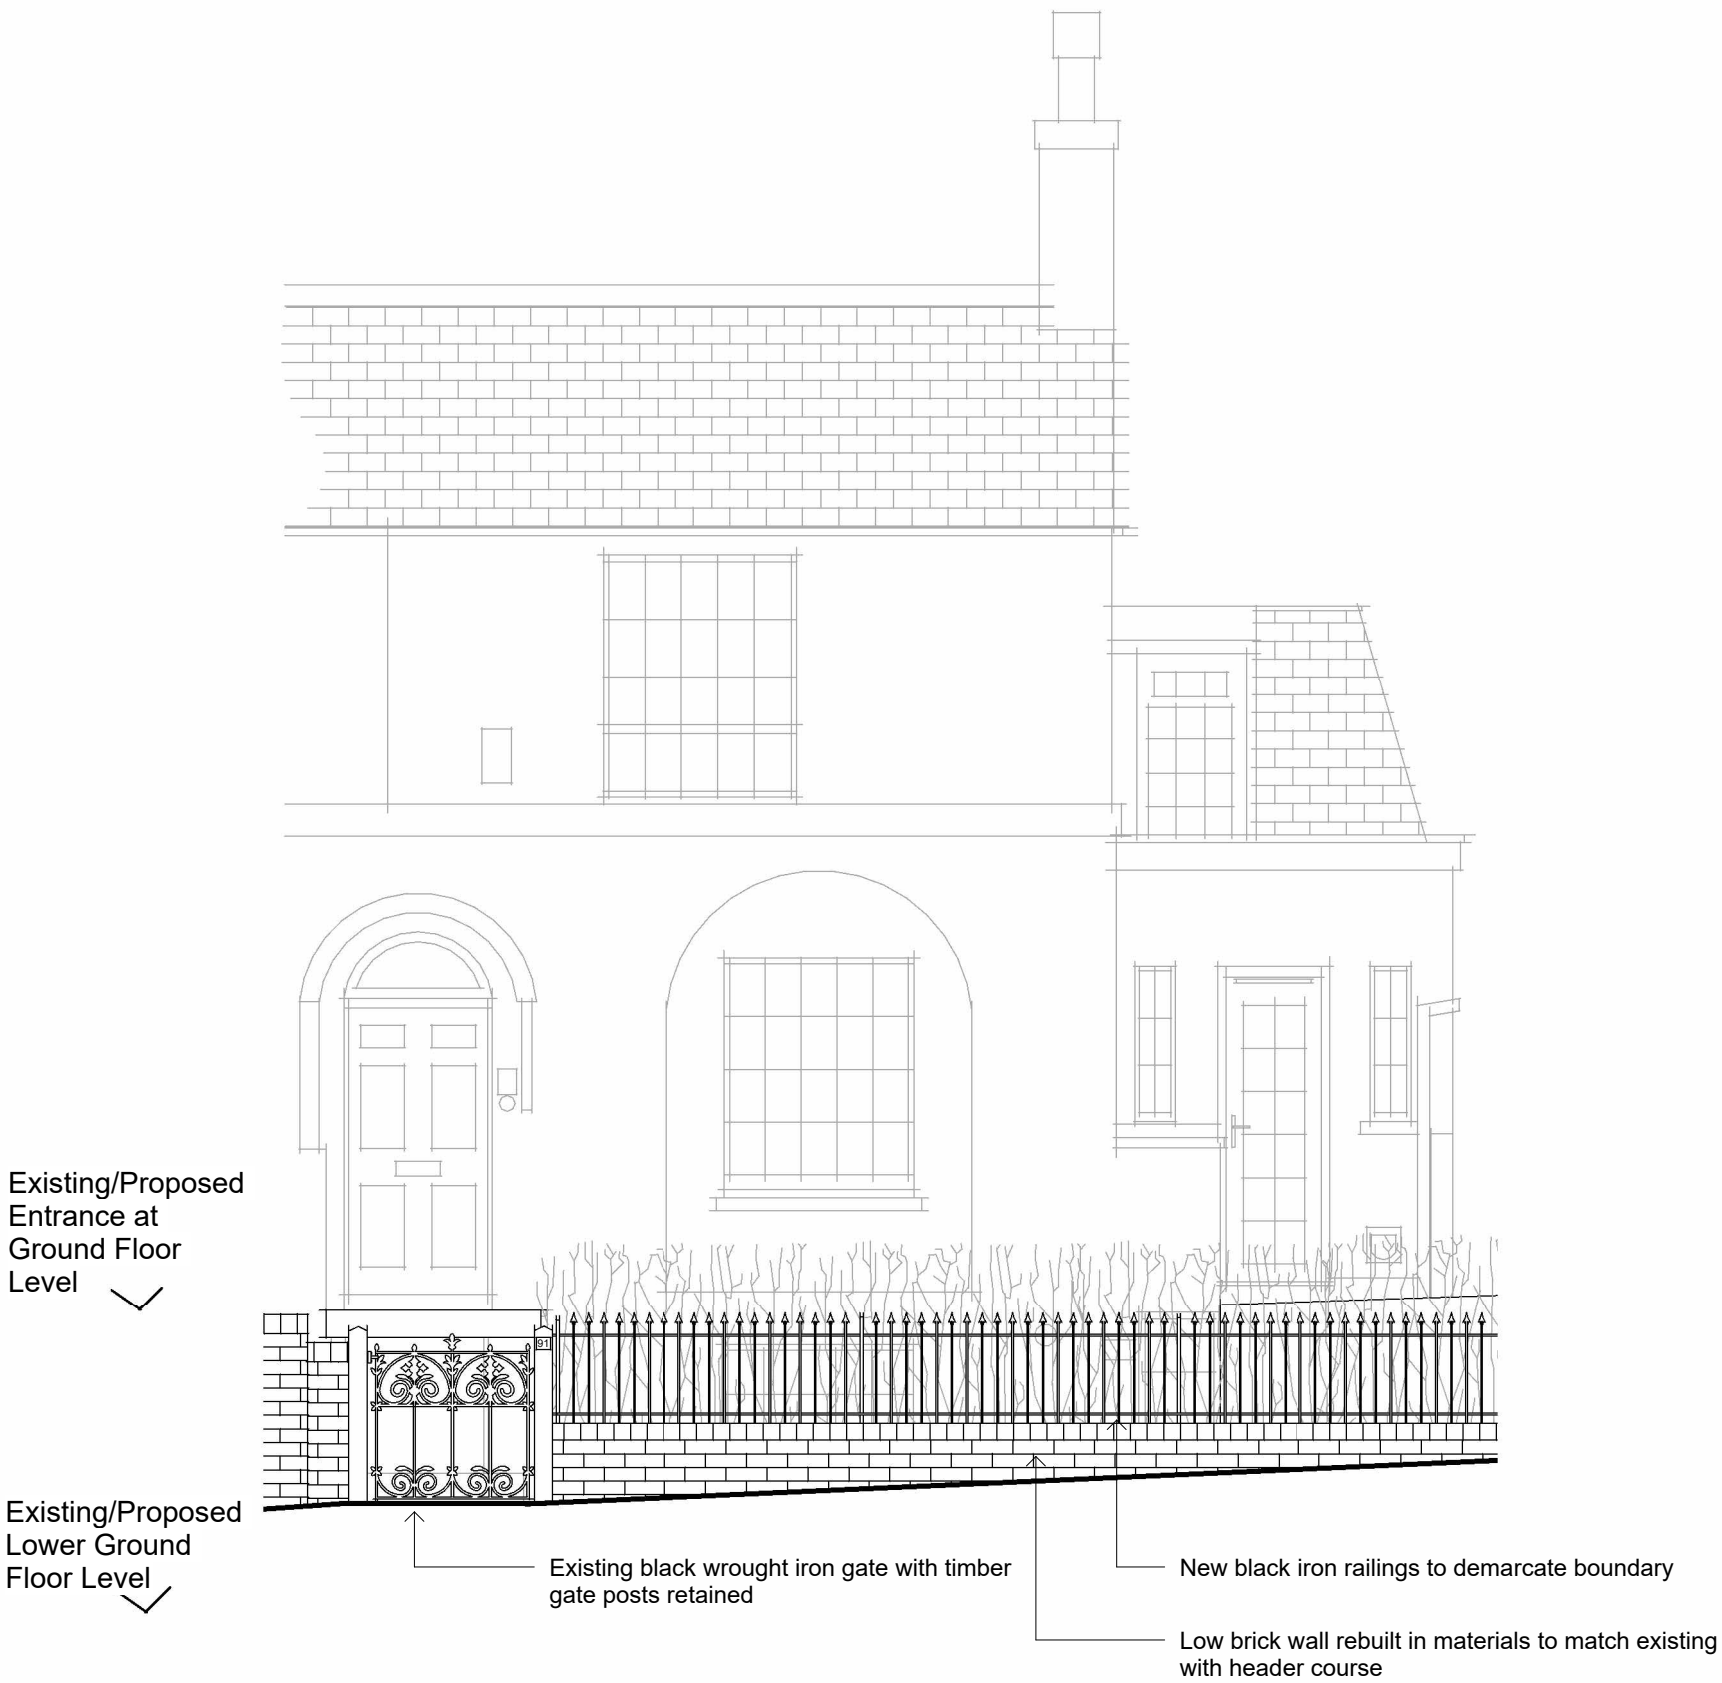 Existing/Proposed
Entrance at
Ground Floor
Level
91
Existing/Proposed
Lower Ground
Floor Level
Existing black wrought iron gate with timber
gate posts retained
New black iron railings to demarcate boundary
Low brick wall rebuilt in materials to match existing
with header course